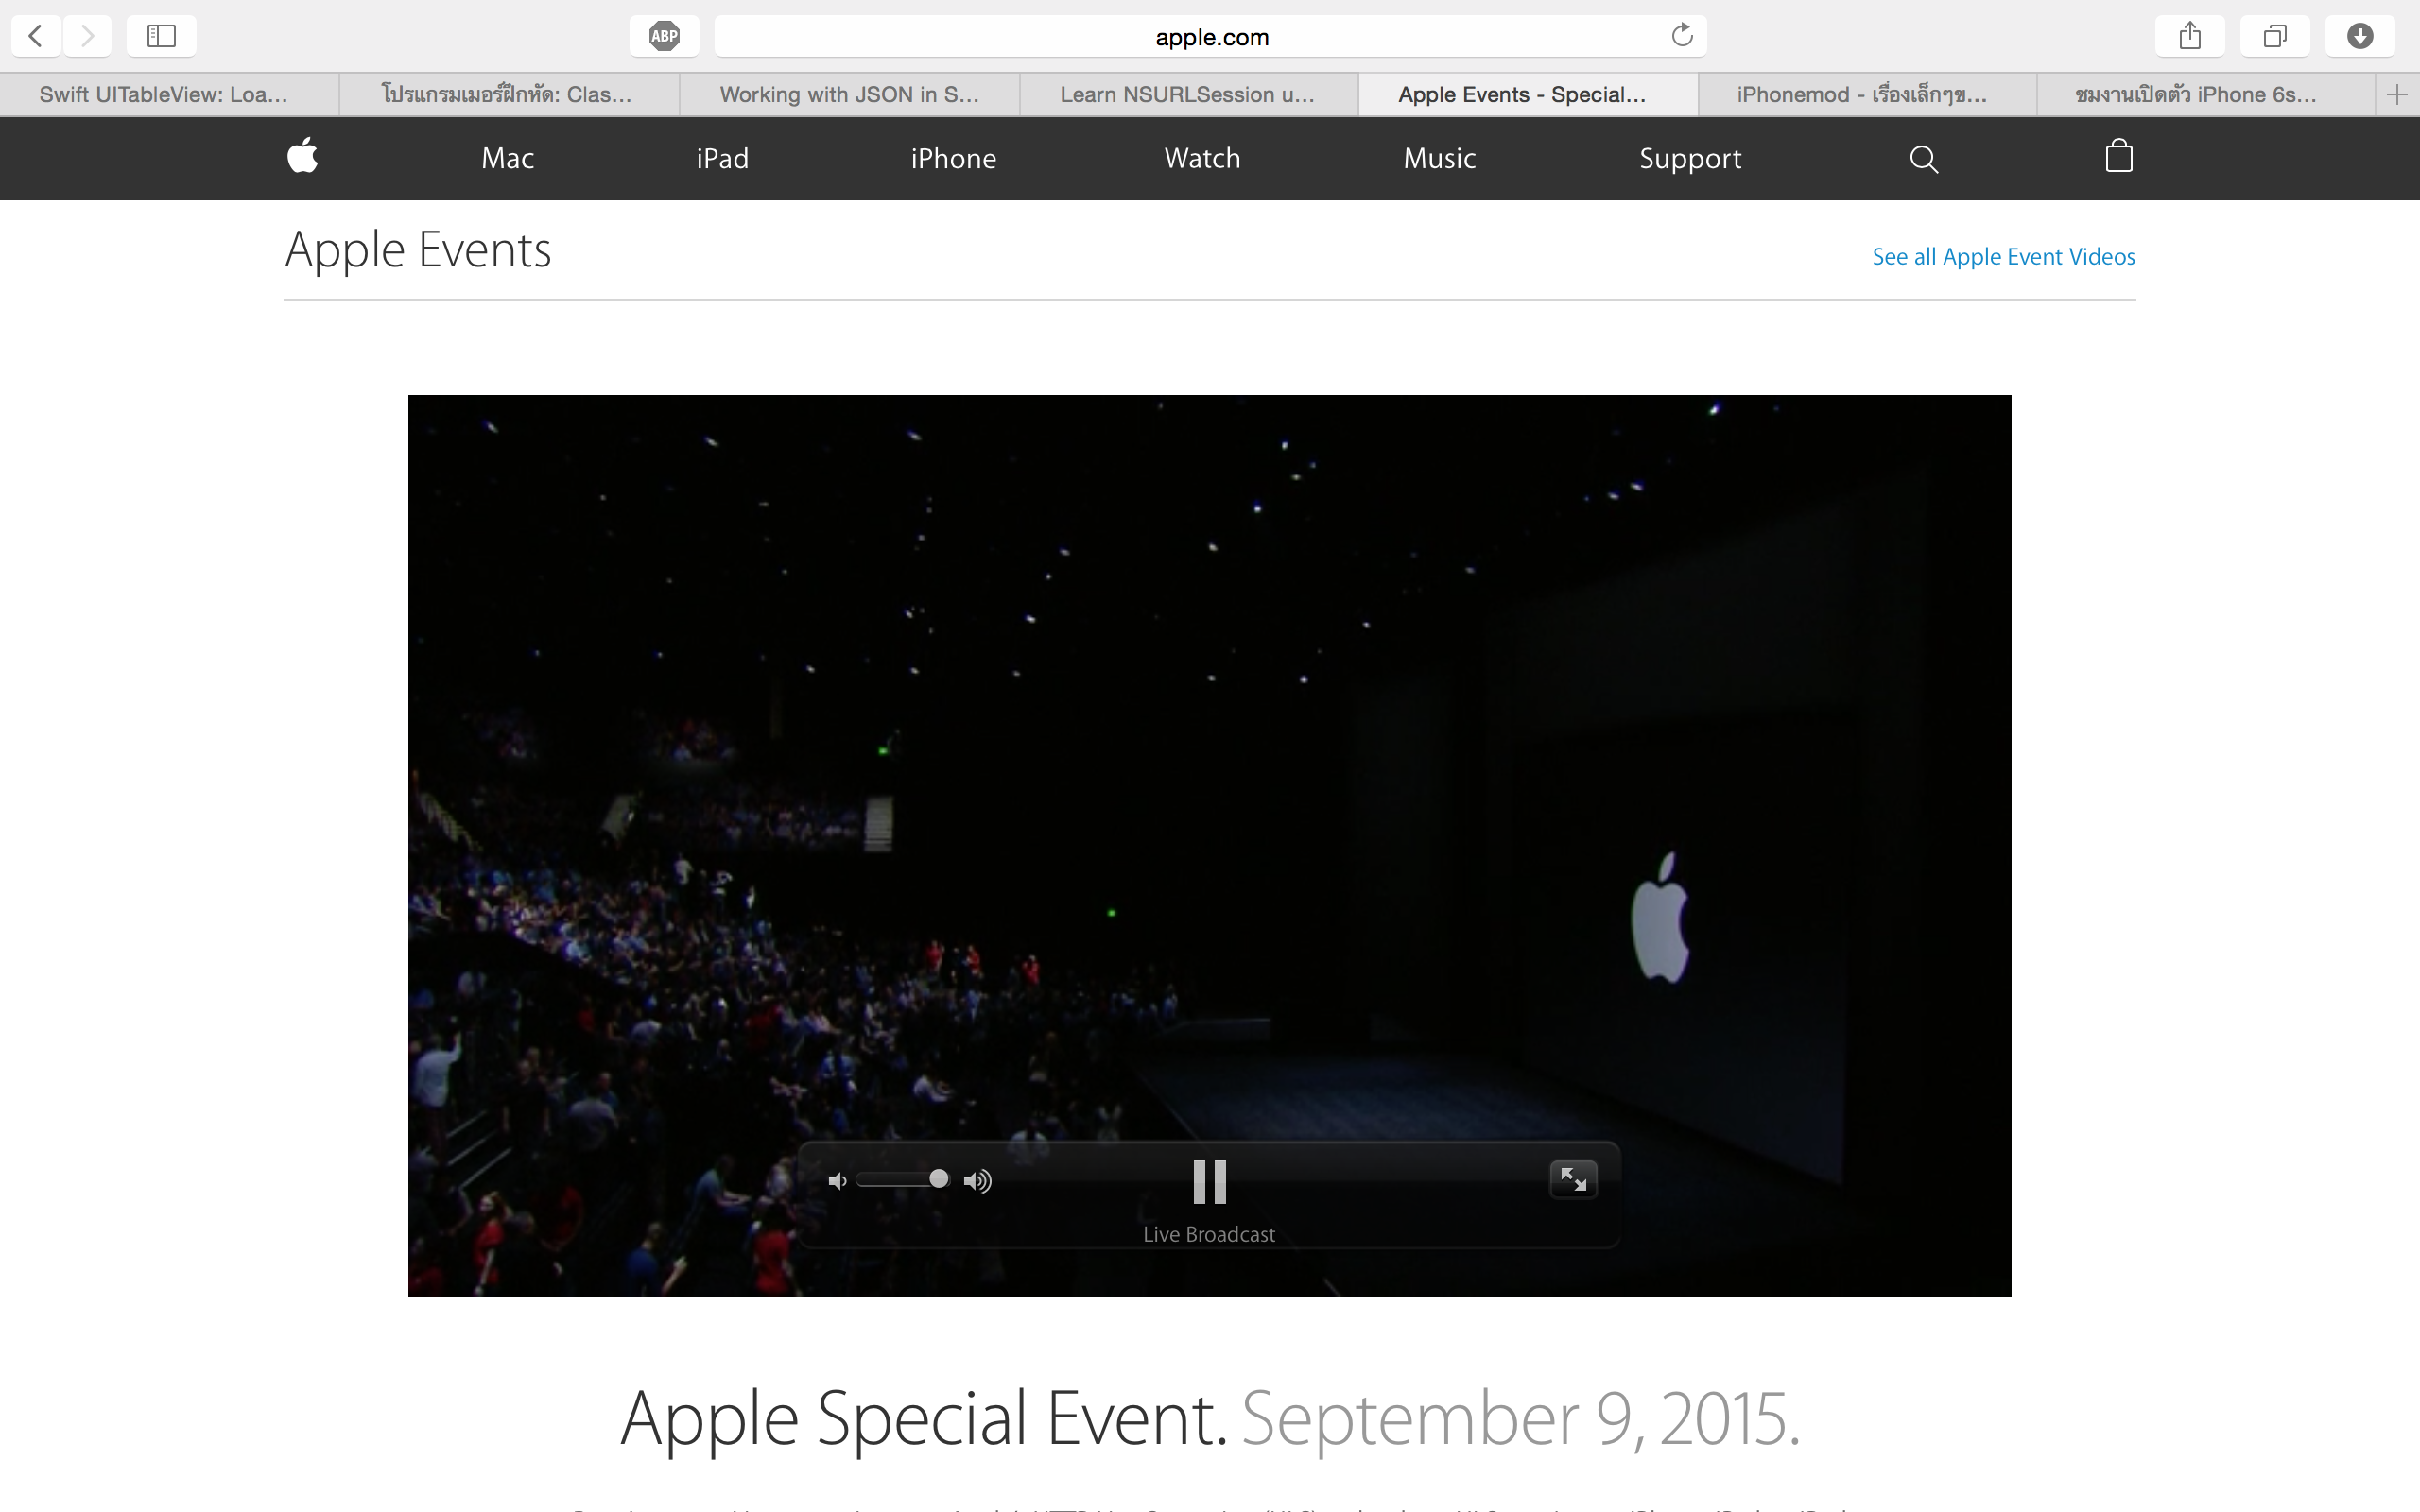 ABP
apple.com
Swift UITableView: Loa...
โปรแกรมเมอร์ฝึกหัด: Clas...
Working with JSON in S...
Learn NSURLSession u...
Apple Events - Special...
iPhonemod - เรื่องเล็กๆข...
ชมงานเปิดตัว iPhone 6s...
Mac
iPad
iPhone
Watch
Music
Support
Apple Events
See all Apple Event Videos
Live Broadcast
Apple Special Event. September 9, 2015.